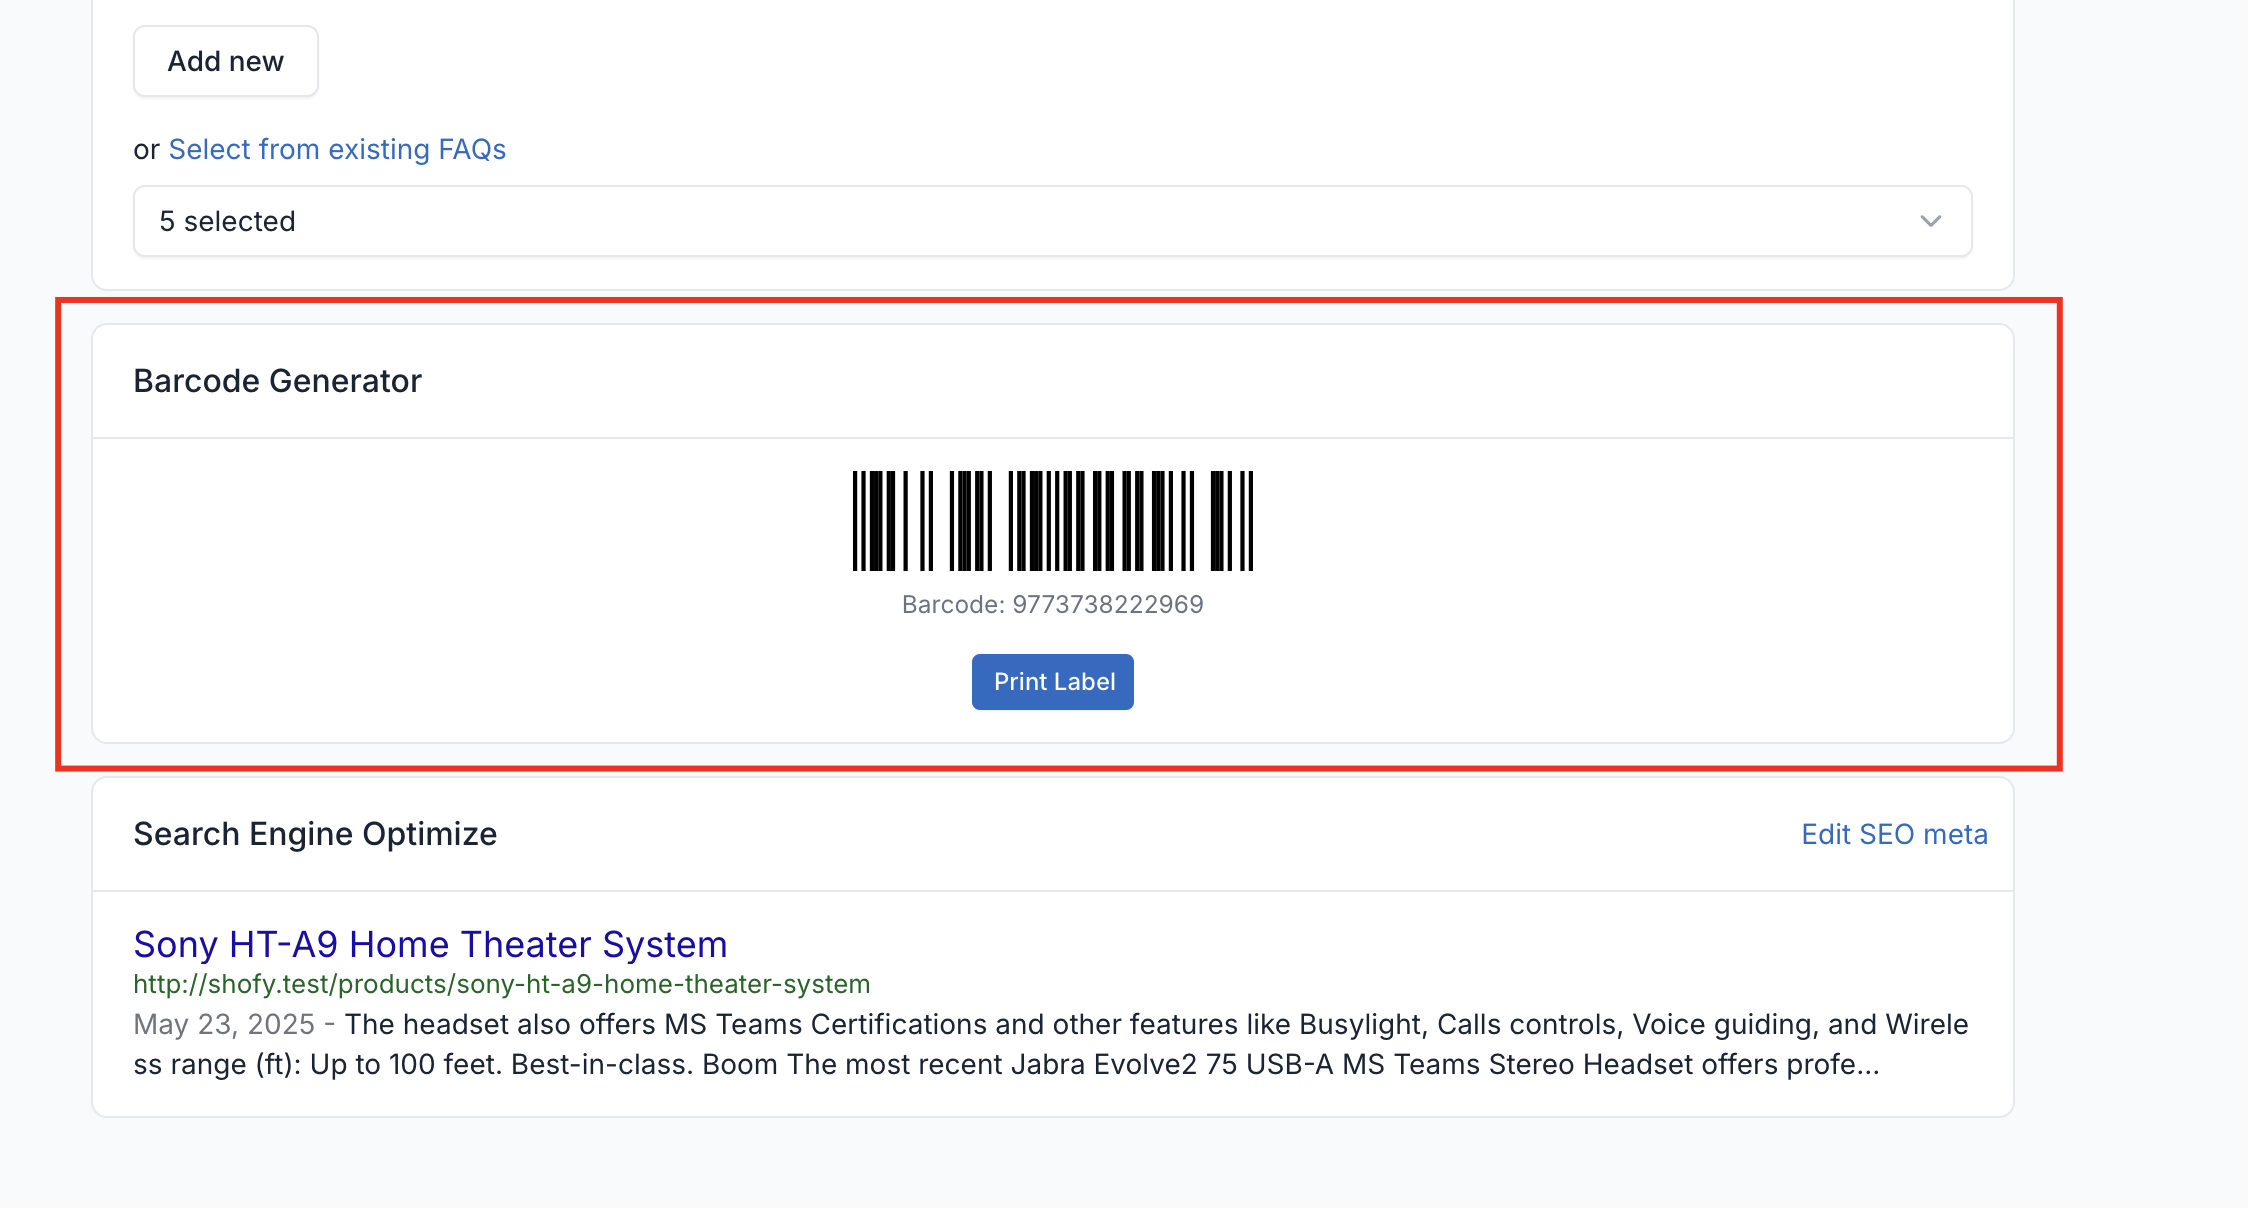 Add new
or Select from existing FAQs
5 selected
Barcode Generator
Barcode: 9773738222969
Print Label
Search Engine Optimize
Edit SEO meta
Sony HT-A9 Home Theater System
http://shofy.test/products/sony-ht-a9-home-theater-system
May 23, 2025 - The headset also offers MS Teams Certifications and other features like Busylight, Calls controls, Voice guiding, and Wirele
ss range (ft): Up to 100 feet. Best-in-class. Boom The most recent Jabra Evolve2 75 USB-A MS Teams Stereo Headset offers profe...